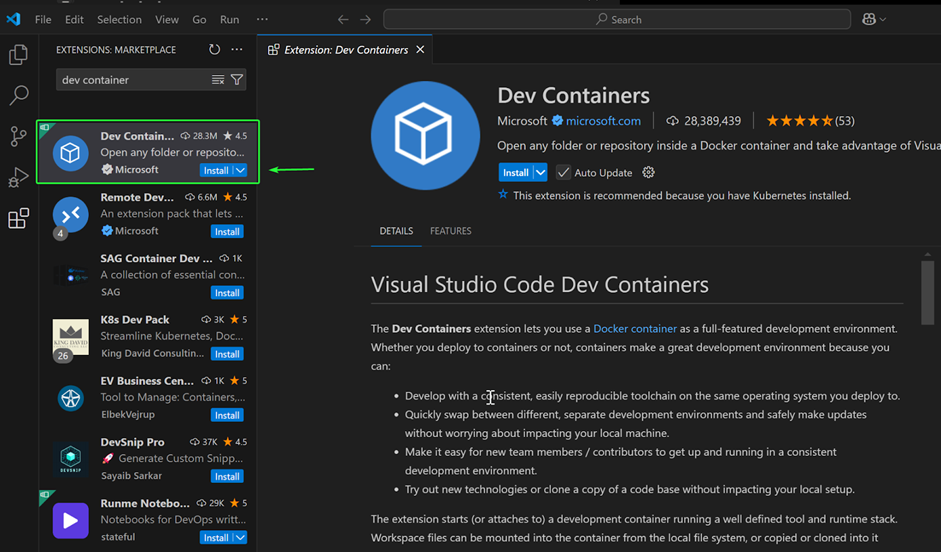 File Edit Selection View Go Run ··· Search
EXTENSIONS: MARKETPLACE
dev container
Dev Contain... 28.3M 4.5
Open any folder or reposito...
Microsoft Install
Remote Dev... 6.6M 4.5
An extension pack that lets ...
4 Microsoft Install
SAG Container Dev ... 1K
A collection of essential con...
SAG Install
K8s Dev Pack 3K 5
Streamline Kubernetes, Doc...
KING DAVID
26 King David Consultin... Install
EV Business Cen... 1K 5
Tool to Manage: Containers,...
ElbekVejrup Install
DevSnip Pro 37K 4.5
🚀 Generate Custom Snipp...
DEVSNIP
Sayaib Sarkar Install
Runme Notebo... 29K 5
Notebooks for DevOps writt...
stateful Install
Extension: Dev Containers
Dev Containers
Microsoft microsoft.com 28,389,439 (53)
Open any folder or repository inside a Docker container and take advantage of Visua
Install Auto Update
This extension is recommended because you have Kubernetes installed.
DETAILS FEATURES
Visual Studio Code Dev Containers
The Dev Containers extension lets you use a Docker container as a full-featured development environment.
Whether you deploy to containers or not, containers make a great development environment because you
can:
• Develop with a consistent, easily reproducible toolchain on the same operating system you deploy to.
• Quickly swap between different, separate development environments and safely make updates
without worrying about impacting your local machine.
• Make it easy for new team members / contributors to get up and running in a consistent
development environment.
• Try out new technologies or clone a copy of a code base without impacting your local setup.
The extension starts (or attaches to) a development container running a well defined tool and runtime stack.
Workspace files can be mounted into the container from the local file system, or copied or cloned into it